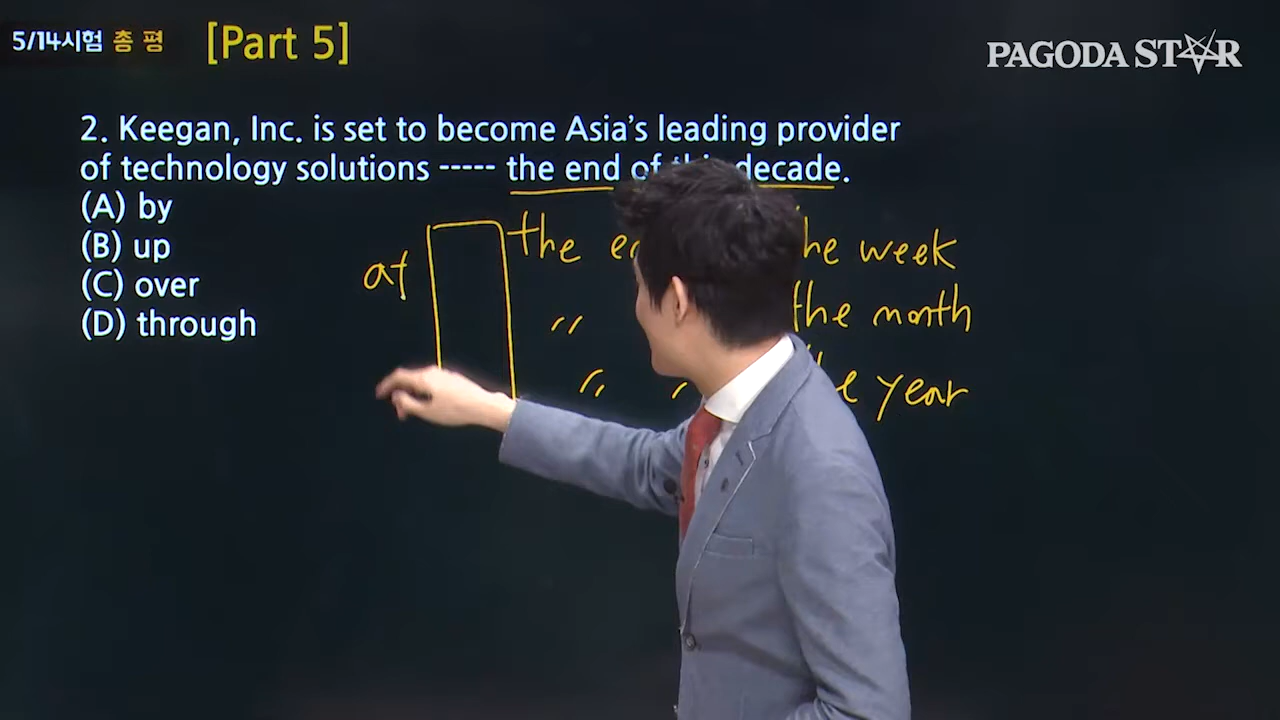 5/14시험 총평 [Part 5]
PAGODA STAR
2. Keegan, Inc. is set to become Asia's leading provider
of technology solutions ----- the end of this decade.
(A) by
(B) up
(C) over
(D) through
at the week
the 〃 the month
〃 〃 year